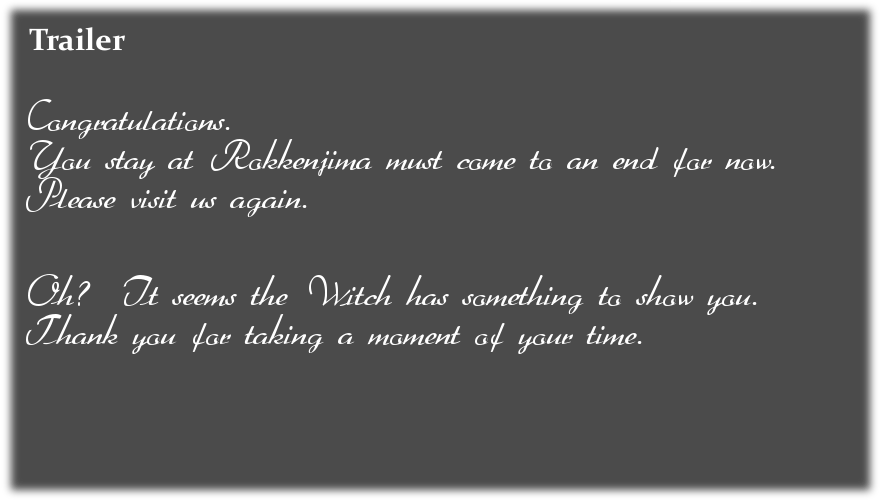 Trailer
Congratulations.
You stay at Rokkenjima must come to an end for now.
Please visit us again.
Oh? It seems the Witch has something to show you.
Thank you for taking a moment of your time.